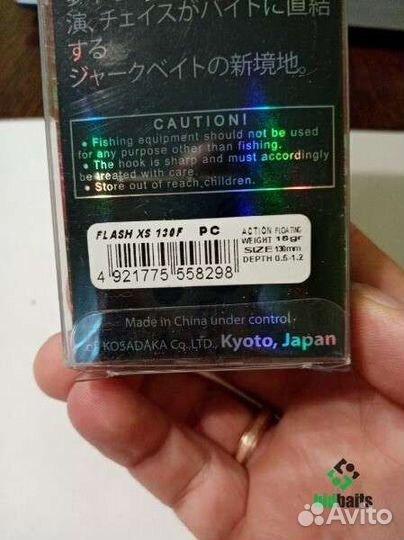 演、チェイスがバイトに直結
する
ジャークベイトの新境地。
CAUTION!
● Fishing equipment should not be used
for any purpose other than fishing.
● The hook is sharp and must accordingly
be treated with care.
● Store out of reach,children.
FLASH XS 130F PC
ACTION FLOATING
WEIGHT 16gr
SIZE 130mm
DEPTH 0.5-1.2
4 921775 558298
Made in China under control
of KOSADAKA Co.,LTD., Kyoto, Japan
bigbaits
Avito